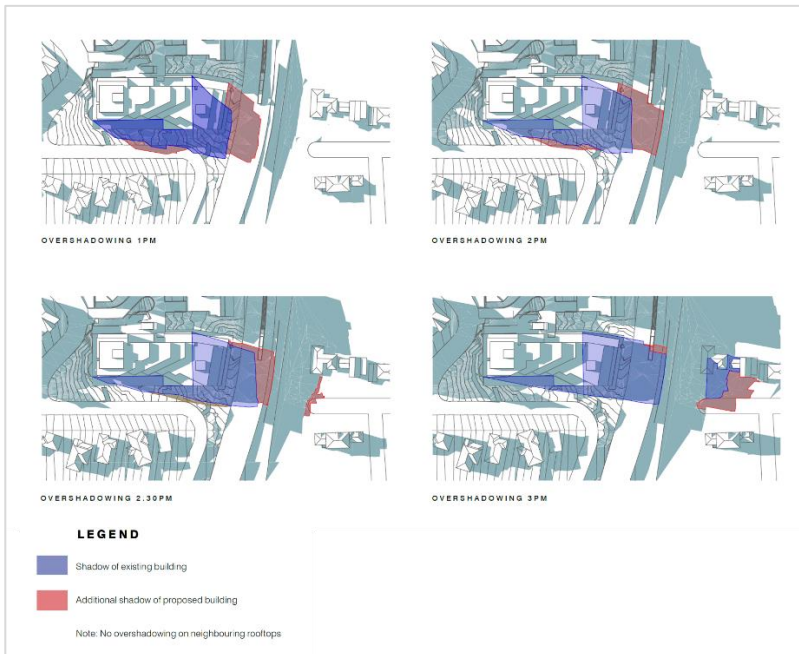 OVERSHADOWING 1PM
OVERSHADOWING 2PM
OVERSHADOWING 2.30PM
OVERSHADOWING 3PM
LEGEND
Shadow of existing building
Additional shadow of proposed building
Note: No overshadowing on neighbouring rooftops